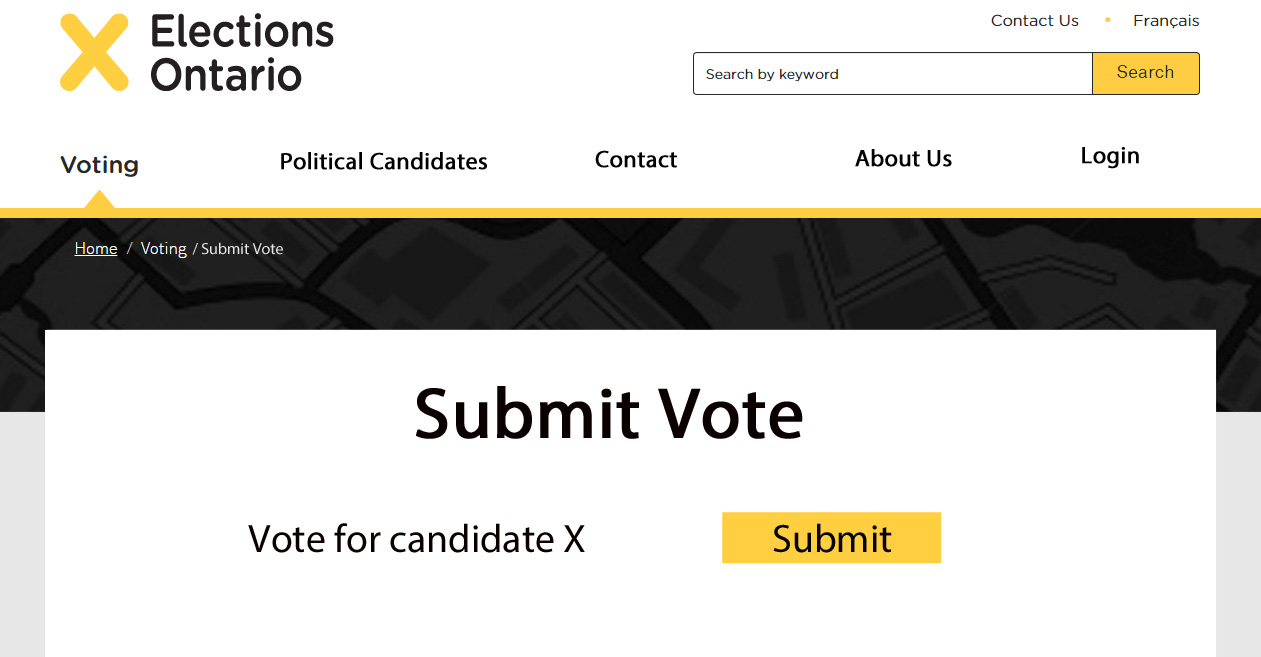 Elections
Ontario
Contact Us • Français
Search by keyword Search
Voting Political Candidates Contact About Us Login
Home / Voting / Submit Vote
Submit Vote
Vote for candidate X Submit